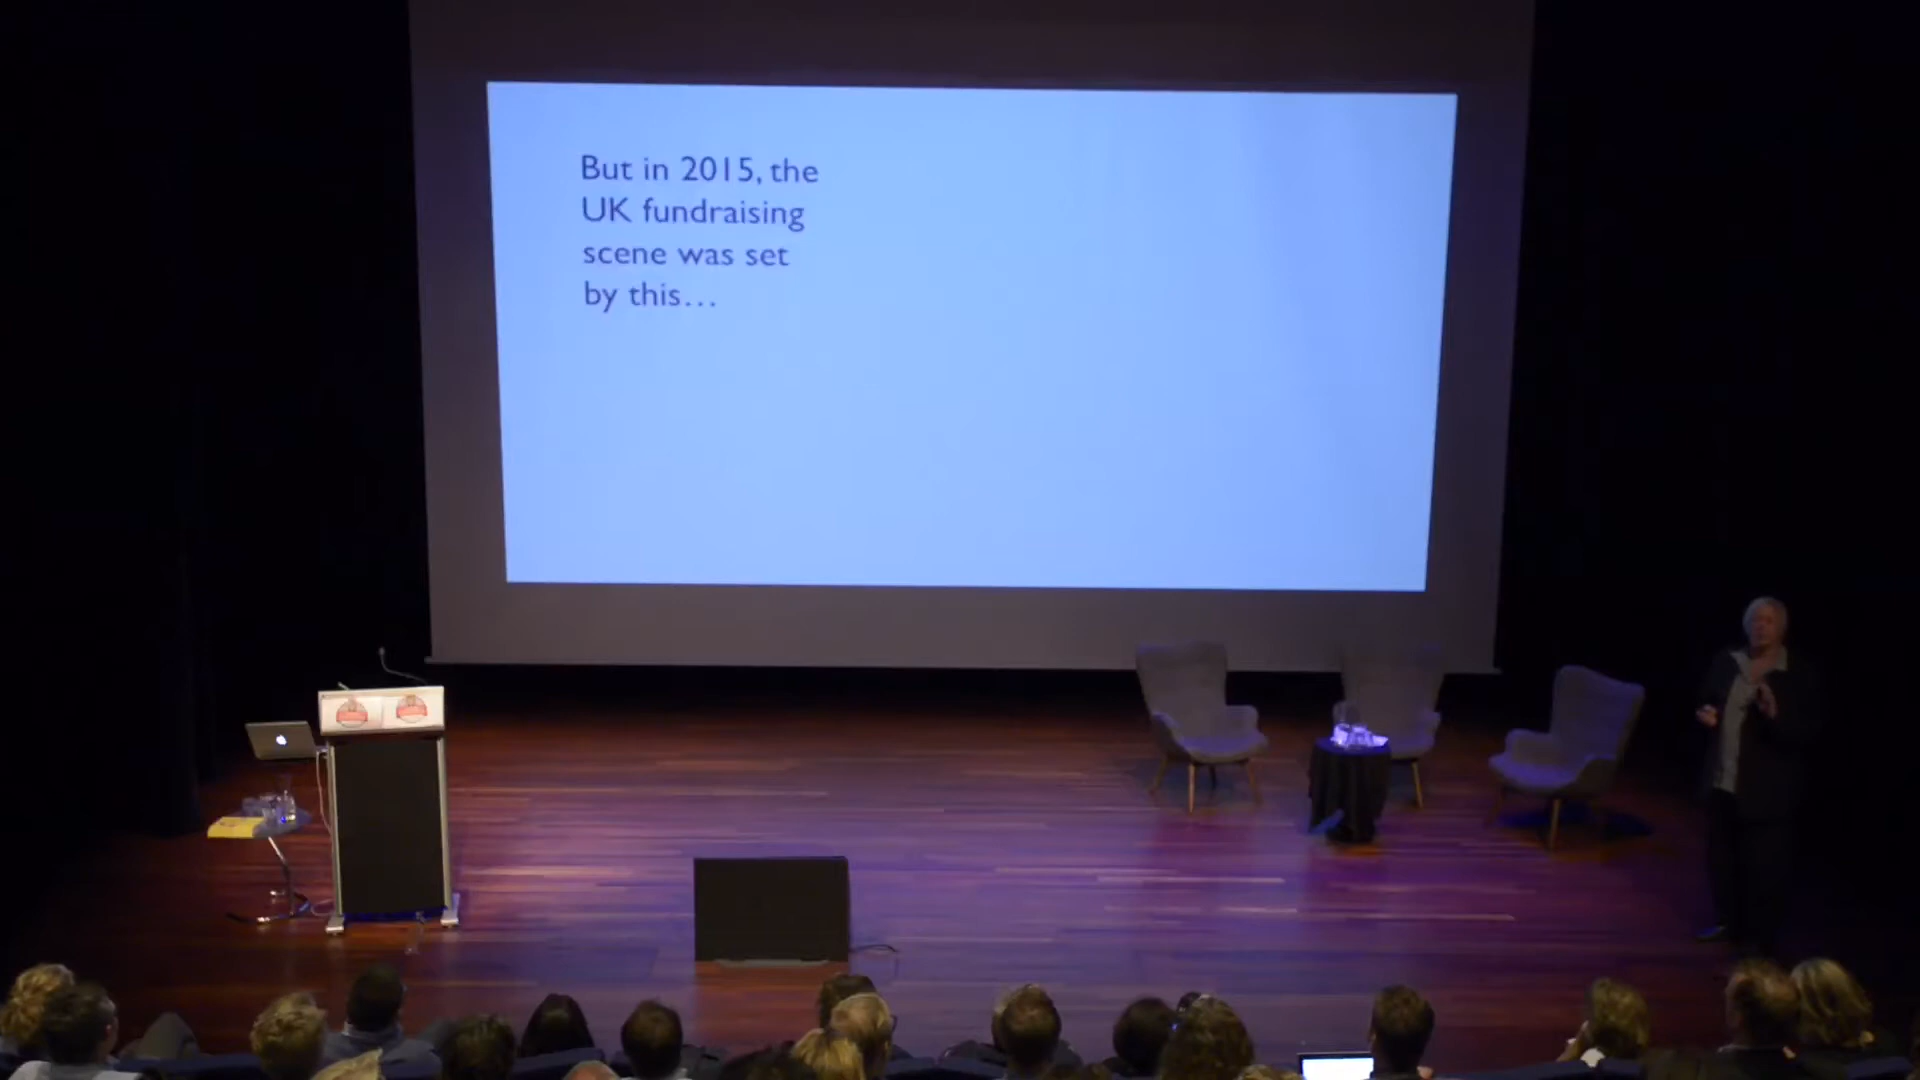 But in 2015, the
UK fundraising
scene was set
by this…